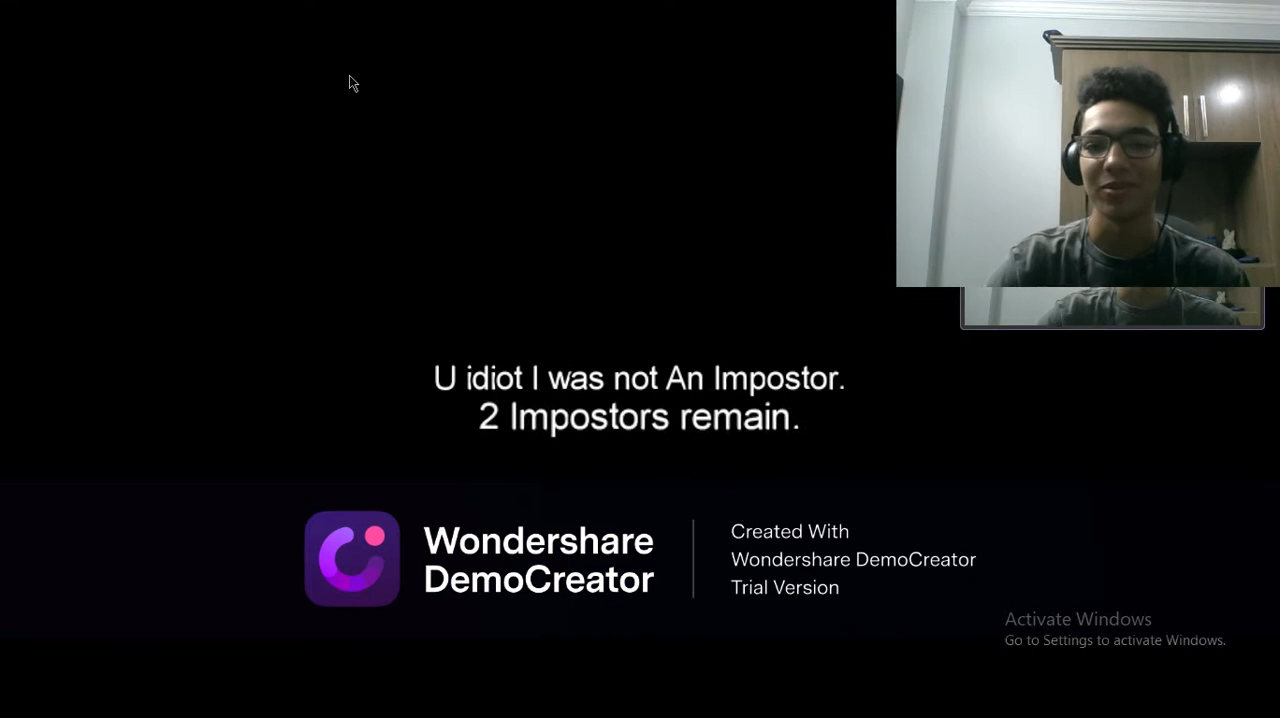 U idiot I was not An Impostor.
2 Impostors remain.
Wondershare
DemoCreator
Created With
Wondershare DemoCreator
Trial Version
Activate Windows
Go to Settings to activate Windows.